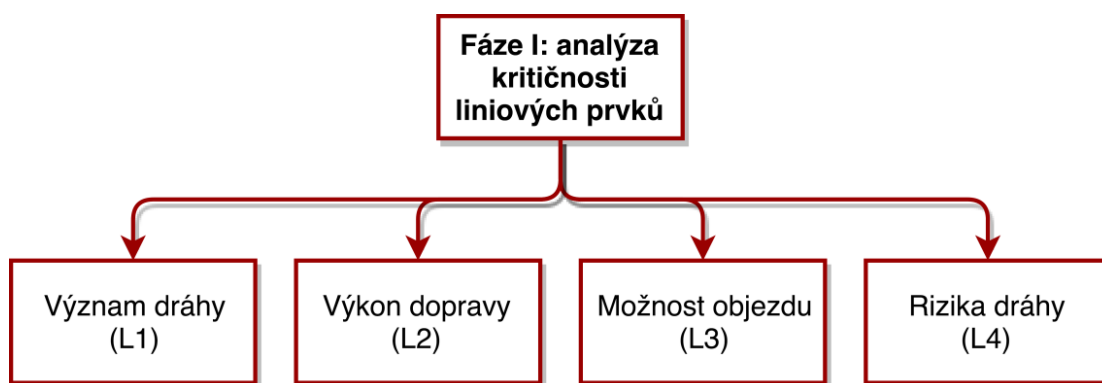 Fáze I: analýza
kritičnosti
liniových prvků
Význam dráhy
(L1)
Výkon dopravy
(L2)
Možnost objezdu
(L3)
Rizika dráhy
(L4)